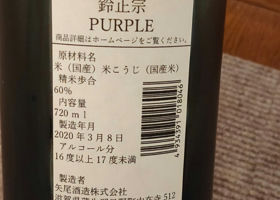 鈴正宗
PURPLE
商品詳細はホームページをご覧ください。
原材料名
米（国産）米こうじ（国産米）
精米歩合
60%
内容量
720ml
製造年月
2020年3月8日
アルコール分
16度以上17度未満
製造者
矢尾酒造株式会社
512
4934391018046